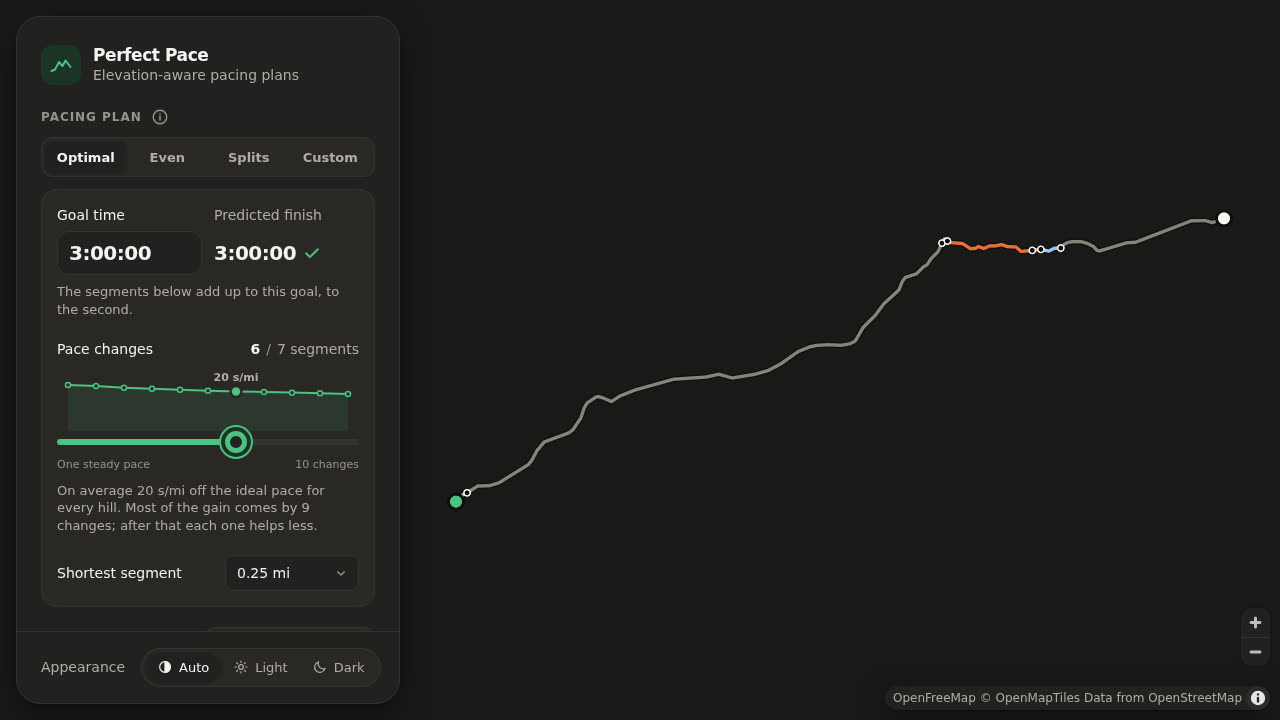 Perfect Pace
Elevation-aware pacing plans
PACING PLAN
Optimal
Even
Splits
Custom
Goal time
Predicted finish
3:00:00
3:00:00
The segments below add up to this goal, to
the second.
Pace changes
6 / 7 segments
20 s/mi
One steady pace
10 changes
On average 20 s/mi off the ideal pace for
every hill. Most of the gain comes by 9
changes; after that each one helps less.
Shortest segment
0.25 mi
Appearance
Auto
Light
Dark
OpenFreeMap © OpenMapTiles Data from OpenStreetMap